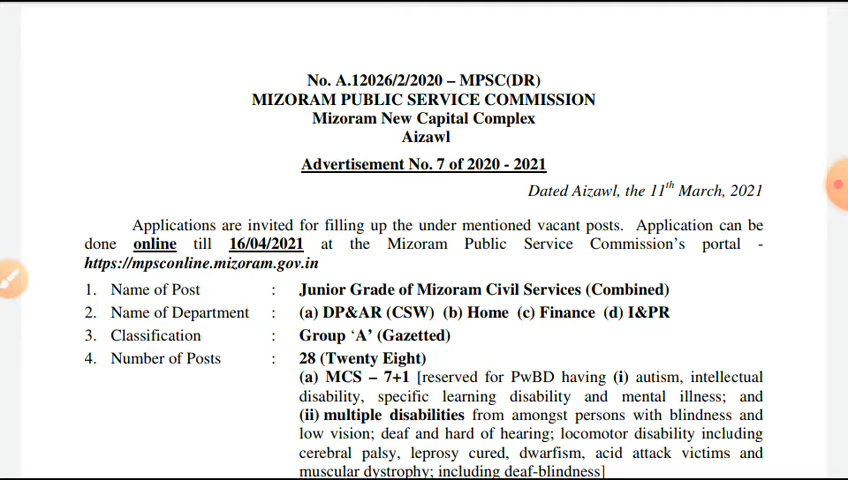 No. A.12026/2/2020 – MPSC(DR)
MIZORAM PUBLIC SERVICE COMMISSION
Mizoram New Capital Complex
Aizawl
Advertisement No. 7 of 2020 - 2021
Dated Aizawl, the 11th March, 2021
Applications are invited for filling up the under mentioned vacant posts. Application can be
done online till 16/04/2021 at the Mizoram Public Service Commission's portal -
https://mpsconline.mizoram.gov.in
1. Name of Post : Junior Grade of Mizoram Civil Services (Combined)
2. Name of Department : (a) DP&AR (CSW) (b) Home (c) Finance (d) I&PR
3. Classification : Group 'A' (Gazetted)
4. Number of Posts : 28 (Twenty Eight)
(a) MCS – 7+1 [reserved for PwBD having (i) autism, intellectual
disability, specific learning disability and mental illness; and
(ii) multiple disabilities from amongst persons with blindness and
low vision; deaf and hard of hearing; locomotor disability including
cerebral palsy, leprosy cured, dwarfism, acid attack victims and
muscular dystrophy; including deaf-blindness]